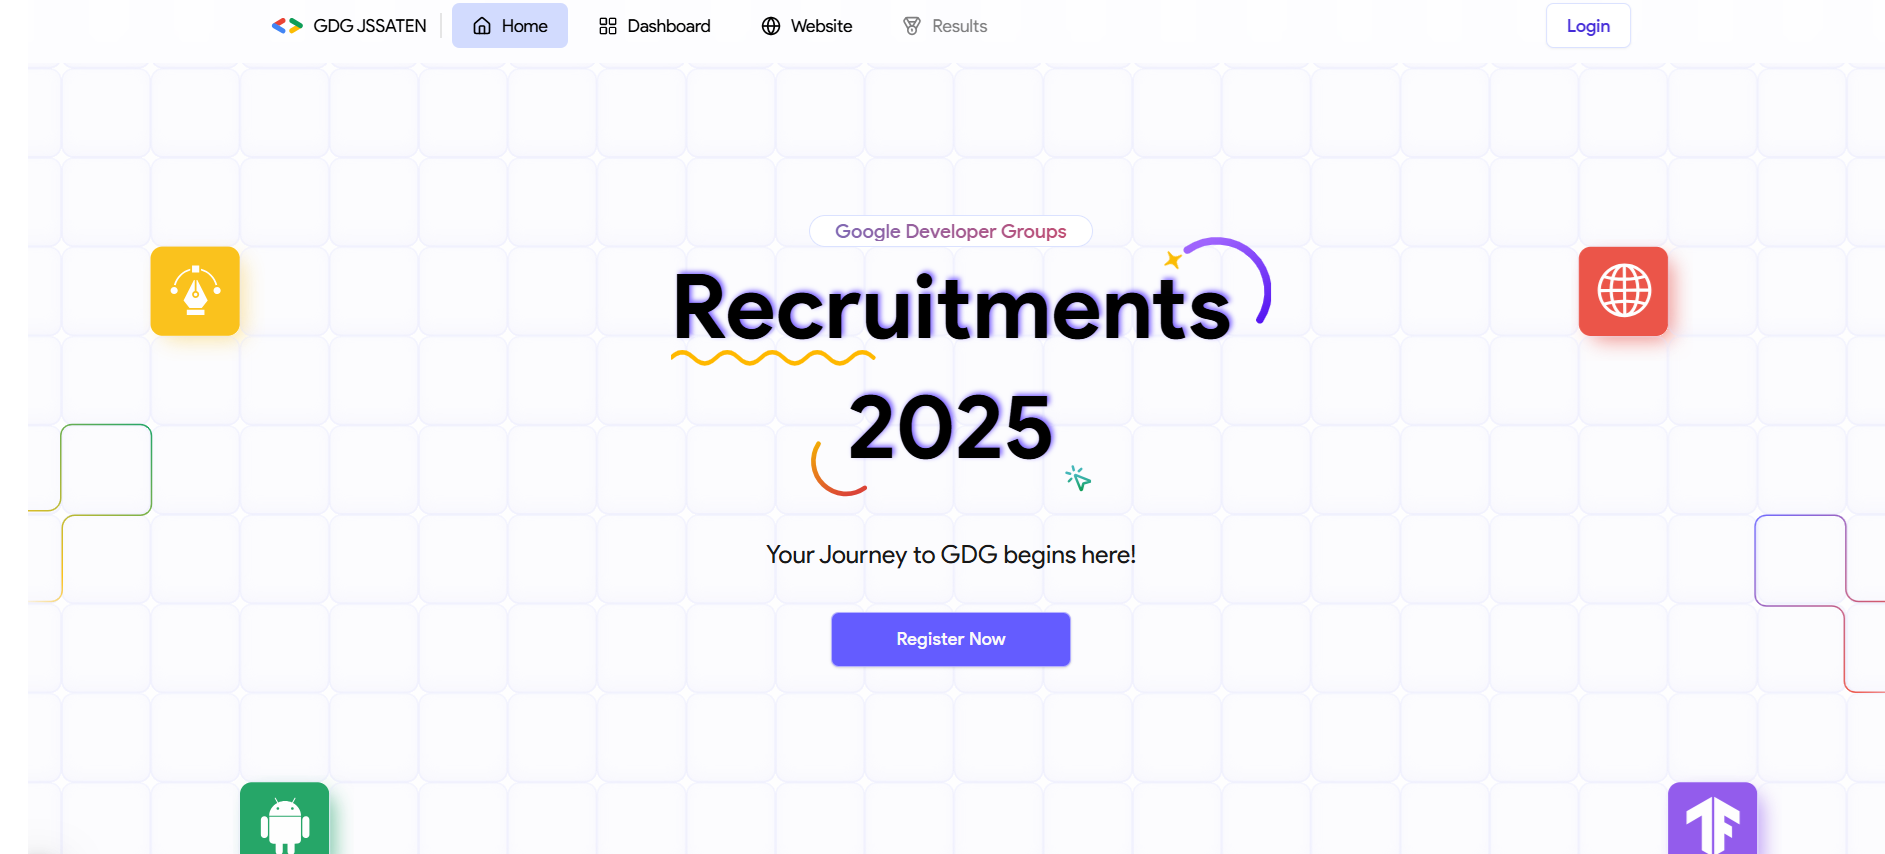 GDG JSSATEN
Home
Dashboard
Website
Results
Login
Google Developer Groups
Recruitments
2025
Your Journey to GDG begins here!
Register Now